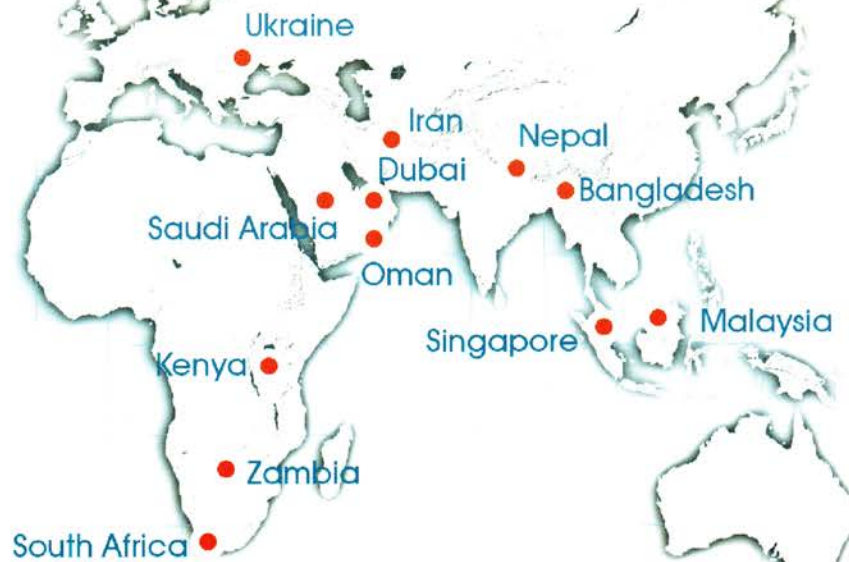 Ukraine
Iran
Nepal
Dubai
Bangladesh
Saudi Arabia
Oman
Malaysia
Singapore
Kenya
Zambia
South Africa